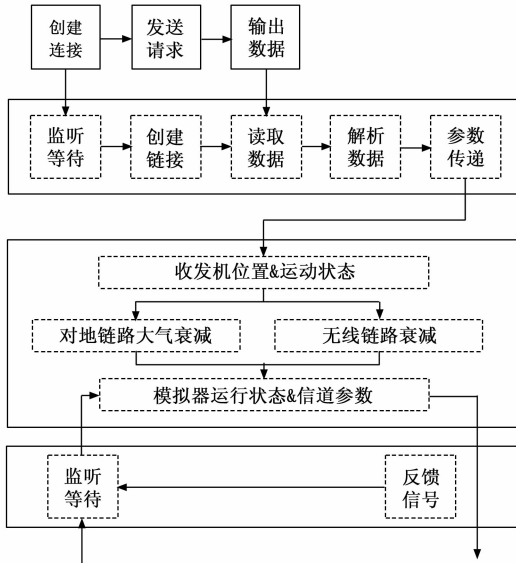 创建
连接
发送
请求
输出
数据
监听
等待
创建
链接
读取
数据
解析
数据
参数
传递
收发机位置&运动状态
对地链路大气衰减
无线链路衰减
模拟器运行状态&信道参数
监听
等待
反馈
信号